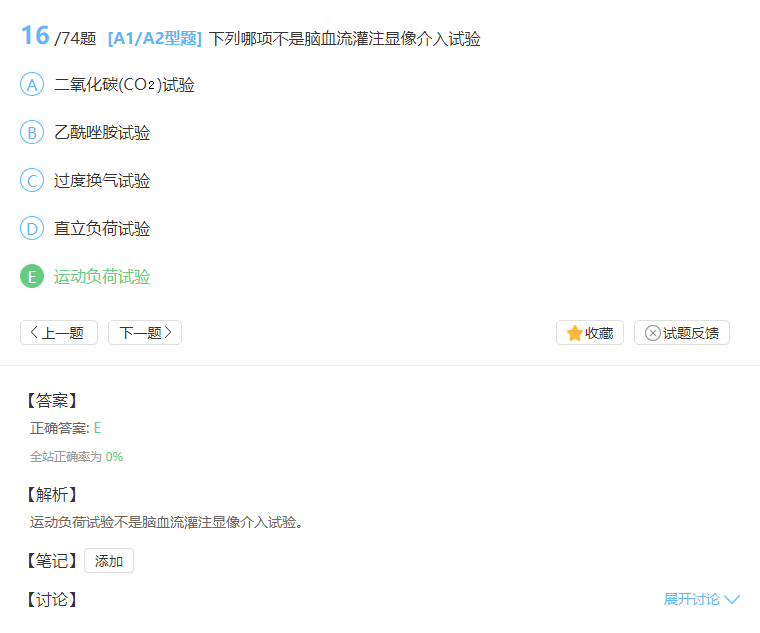 16 /74题 [A1/A2型题] 下列哪项不是脑血流灌注显像介入试验
A 二氧化碳(CO₂)试验
B 乙酰唑胺试验
C 过度换气试验
D 直立负荷试验
E 运动负荷试验
上一题 下一题 收藏 试题反馈
【答案】
正确答案: E
全站正确率为 0%
【解析】
运动负荷试验不是脑血流灌注显像介入试验。
【笔记】 添加
【讨论】 展开讨论